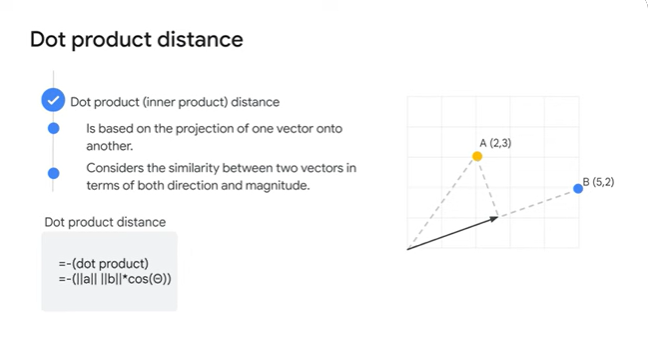 Dot product distance
Dot product (inner product) distance
Is based on the projection of one vector onto
another.
Considers the similarity between two vectors in
terms of both direction and magnitude.
Dot product distance
=-(dot product)
=-(||a|| ||b||*cos(Θ))
A (2,3)
B (5,2)